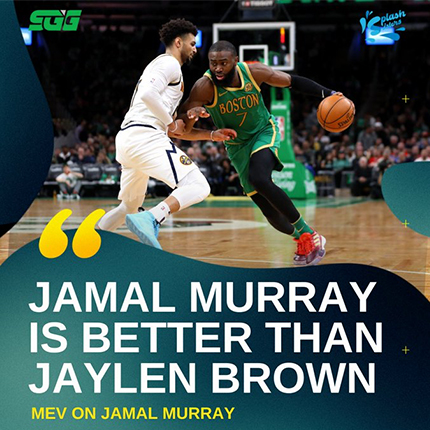 SGG
Splash
BOSTON
7
“
JAMAL MURRAY
IS BETTER THAN
JAYLEN BROWN
MEV ON JAMAL MURRAY